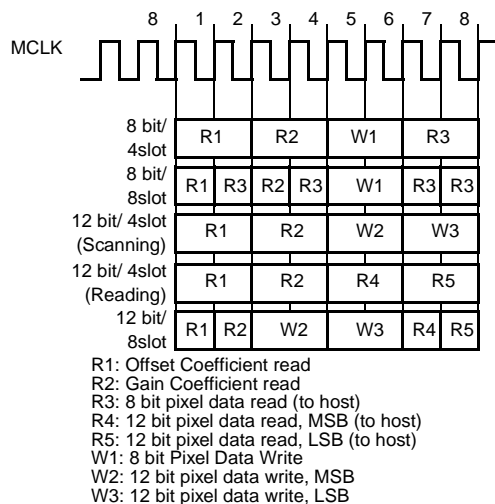 8 1 2 3 4 5 6 7 8
MCLK
8 bit/
4slot R1 R2 W1 R3
8 bit/
8slot R1 R3 R2 R3 W1 R3 R3
12 bit/ 4slot
(Scanning) R1 R2 W2 W3
12 bit/ 4slot
(Reading) R1 R2 R4 R5
12 bit/
8slot R1 R2 W2 W3 R4 R5
R1: Offset Coefficient read
R2: Gain Coefficient read
R3: 8 bit pixel data read (to host)
R4: 12 bit pixel data read, MSB (to host)
R5: 12 bit pixel data read, LSB (to host)
W1: 8 bit Pixel Data Write
W2: 12 bit pixel data write, MSB
W3: 12 bit pixel data write, LSB